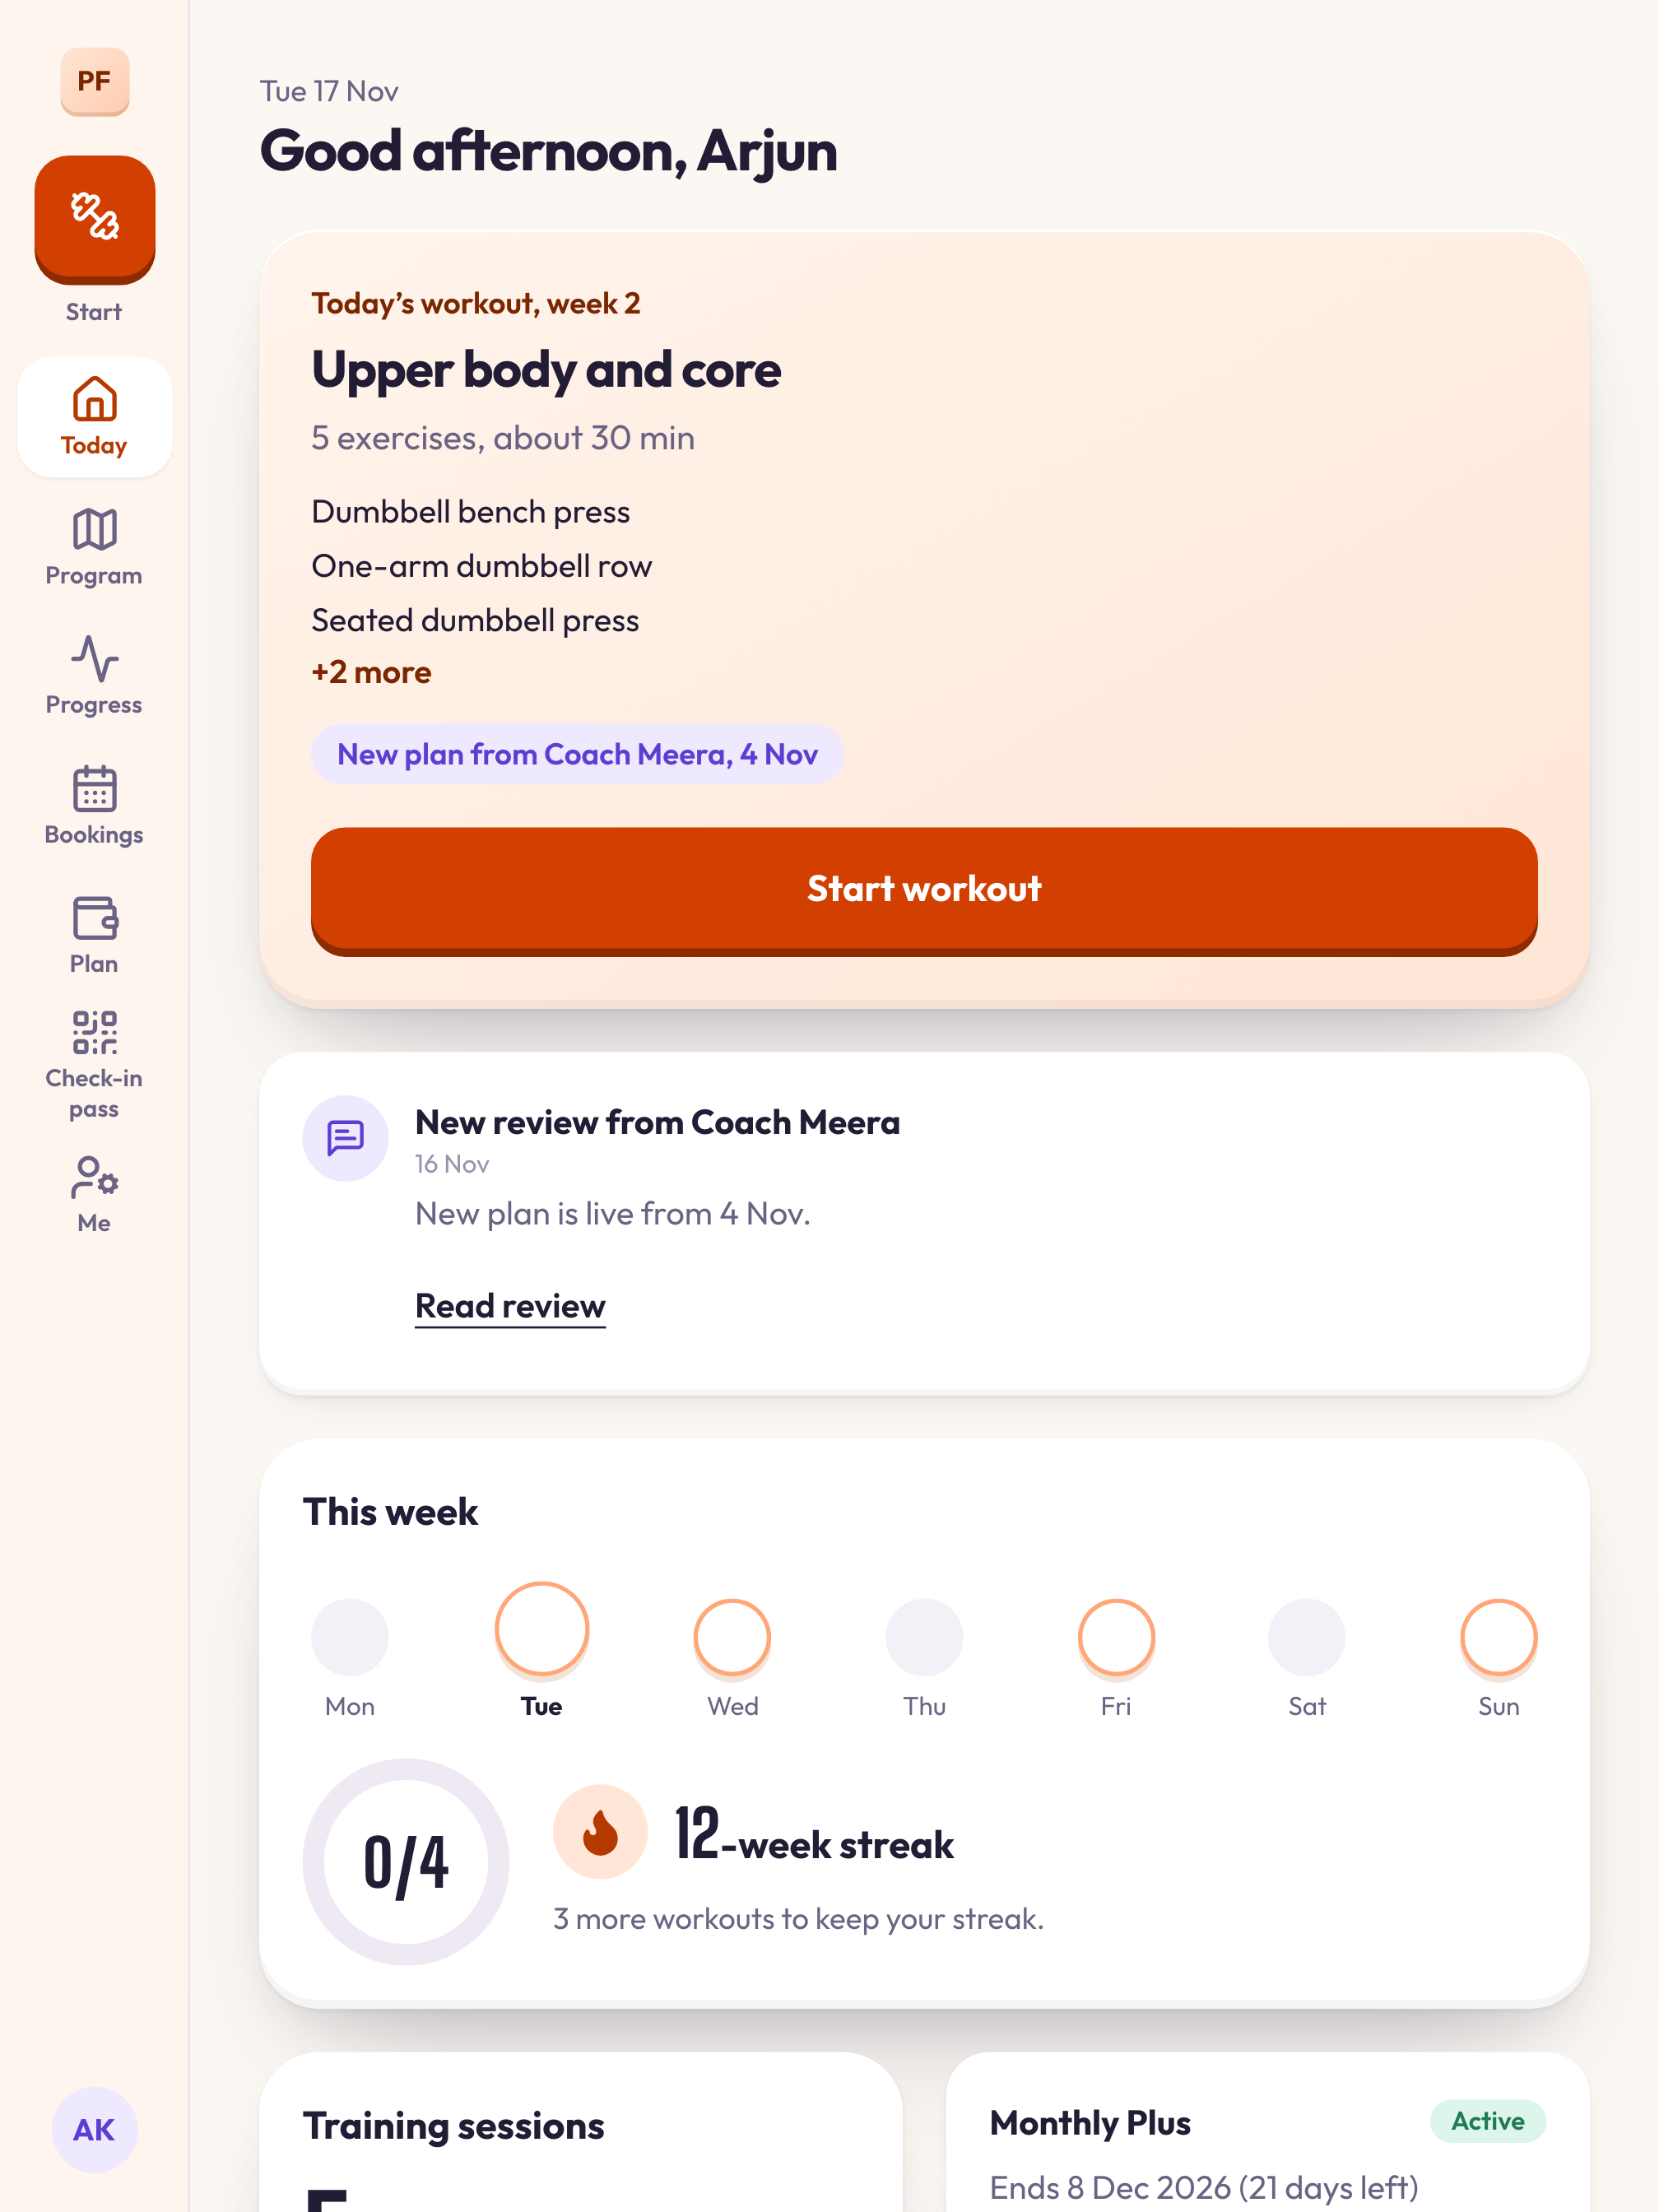 PF
Start
Today
Program
Progress
Bookings
Plan
Check-in
pass
Me
AK
Tue 17 Nov
Good afternoon, Arjun
Today’s workout, week 2
Upper body and core
5 exercises, about 30 min
Dumbbell bench press
One-arm dumbbell row
Seated dumbbell press
+2 more
New plan from Coach Meera, 4 Nov
Start workout
New review from Coach Meera
16 Nov
New plan is live from 4 Nov.
Read review
This week
Mon Tue Wed Thu Fri Sat Sun
0/4
12-week streak
3 more workouts to keep your streak.
Training sessions
Monthly Plus
Active
Ends 8 Dec 2026 (21 days left)